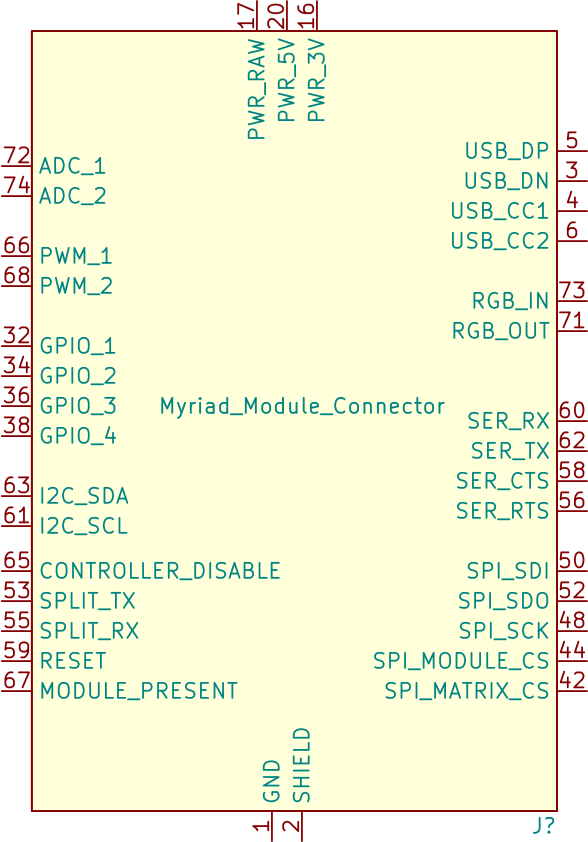 17 20 16
PWR_RAW PWR_5V PWR_3V
72 ADC_1
74 ADC_2
66 PWM_1
68 PWM_2
32 GPIO_1
34 GPIO_2
36 GPIO_3
38 GPIO_4
63 I2C_SDA
61 I2C_SCL
65 CONTROLLER_DISABLE
53 SPLIT_TX
55 SPLIT_RX
59 RESET
67 MODULE_PRESENT
Myriad_Module_Connector
USB_DP 5
USB_DN 3
USB_CC1 4
USB_CC2 6
RGB_IN 73
RGB_OUT 71
SER_RX 60
SER_TX 62
SER_CTS 58
SER_RTS 56
SPI_SDI 50
SPI_SDO 52
SPI_SCK 48
SPI_MODULE_CS 44
SPI_MATRIX_CS 42
GND SHIELD
1 2
J?